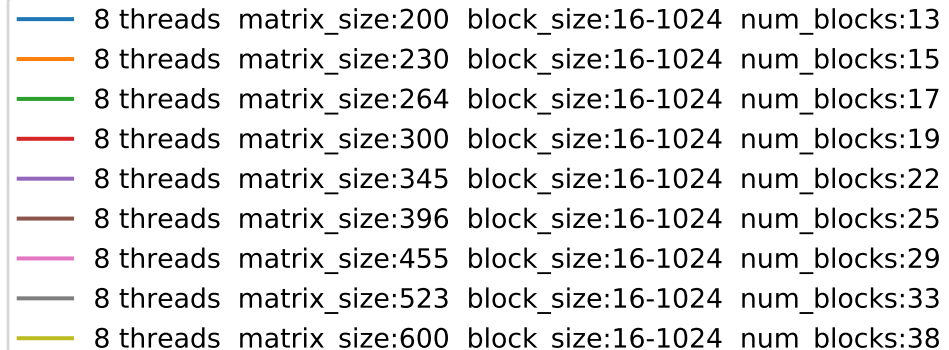 8 threads matrix_size:200 block_size:16-1024 num_blocks:13
8 threads matrix_size:230 block_size:16-1024 num_blocks:15
8 threads matrix_size:264 block_size:16-1024 num_blocks:17
8 threads matrix_size:300 block_size:16-1024 num_blocks:19
8 threads matrix_size:345 block_size:16-1024 num_blocks:22
8 threads matrix_size:396 block_size:16-1024 num_blocks:25
8 threads matrix_size:455 block_size:16-1024 num_blocks:29
8 threads matrix_size:523 block_size:16-1024 num_blocks:33
8 threads matrix_size:600 block_size:16-1024 num_blocks:38